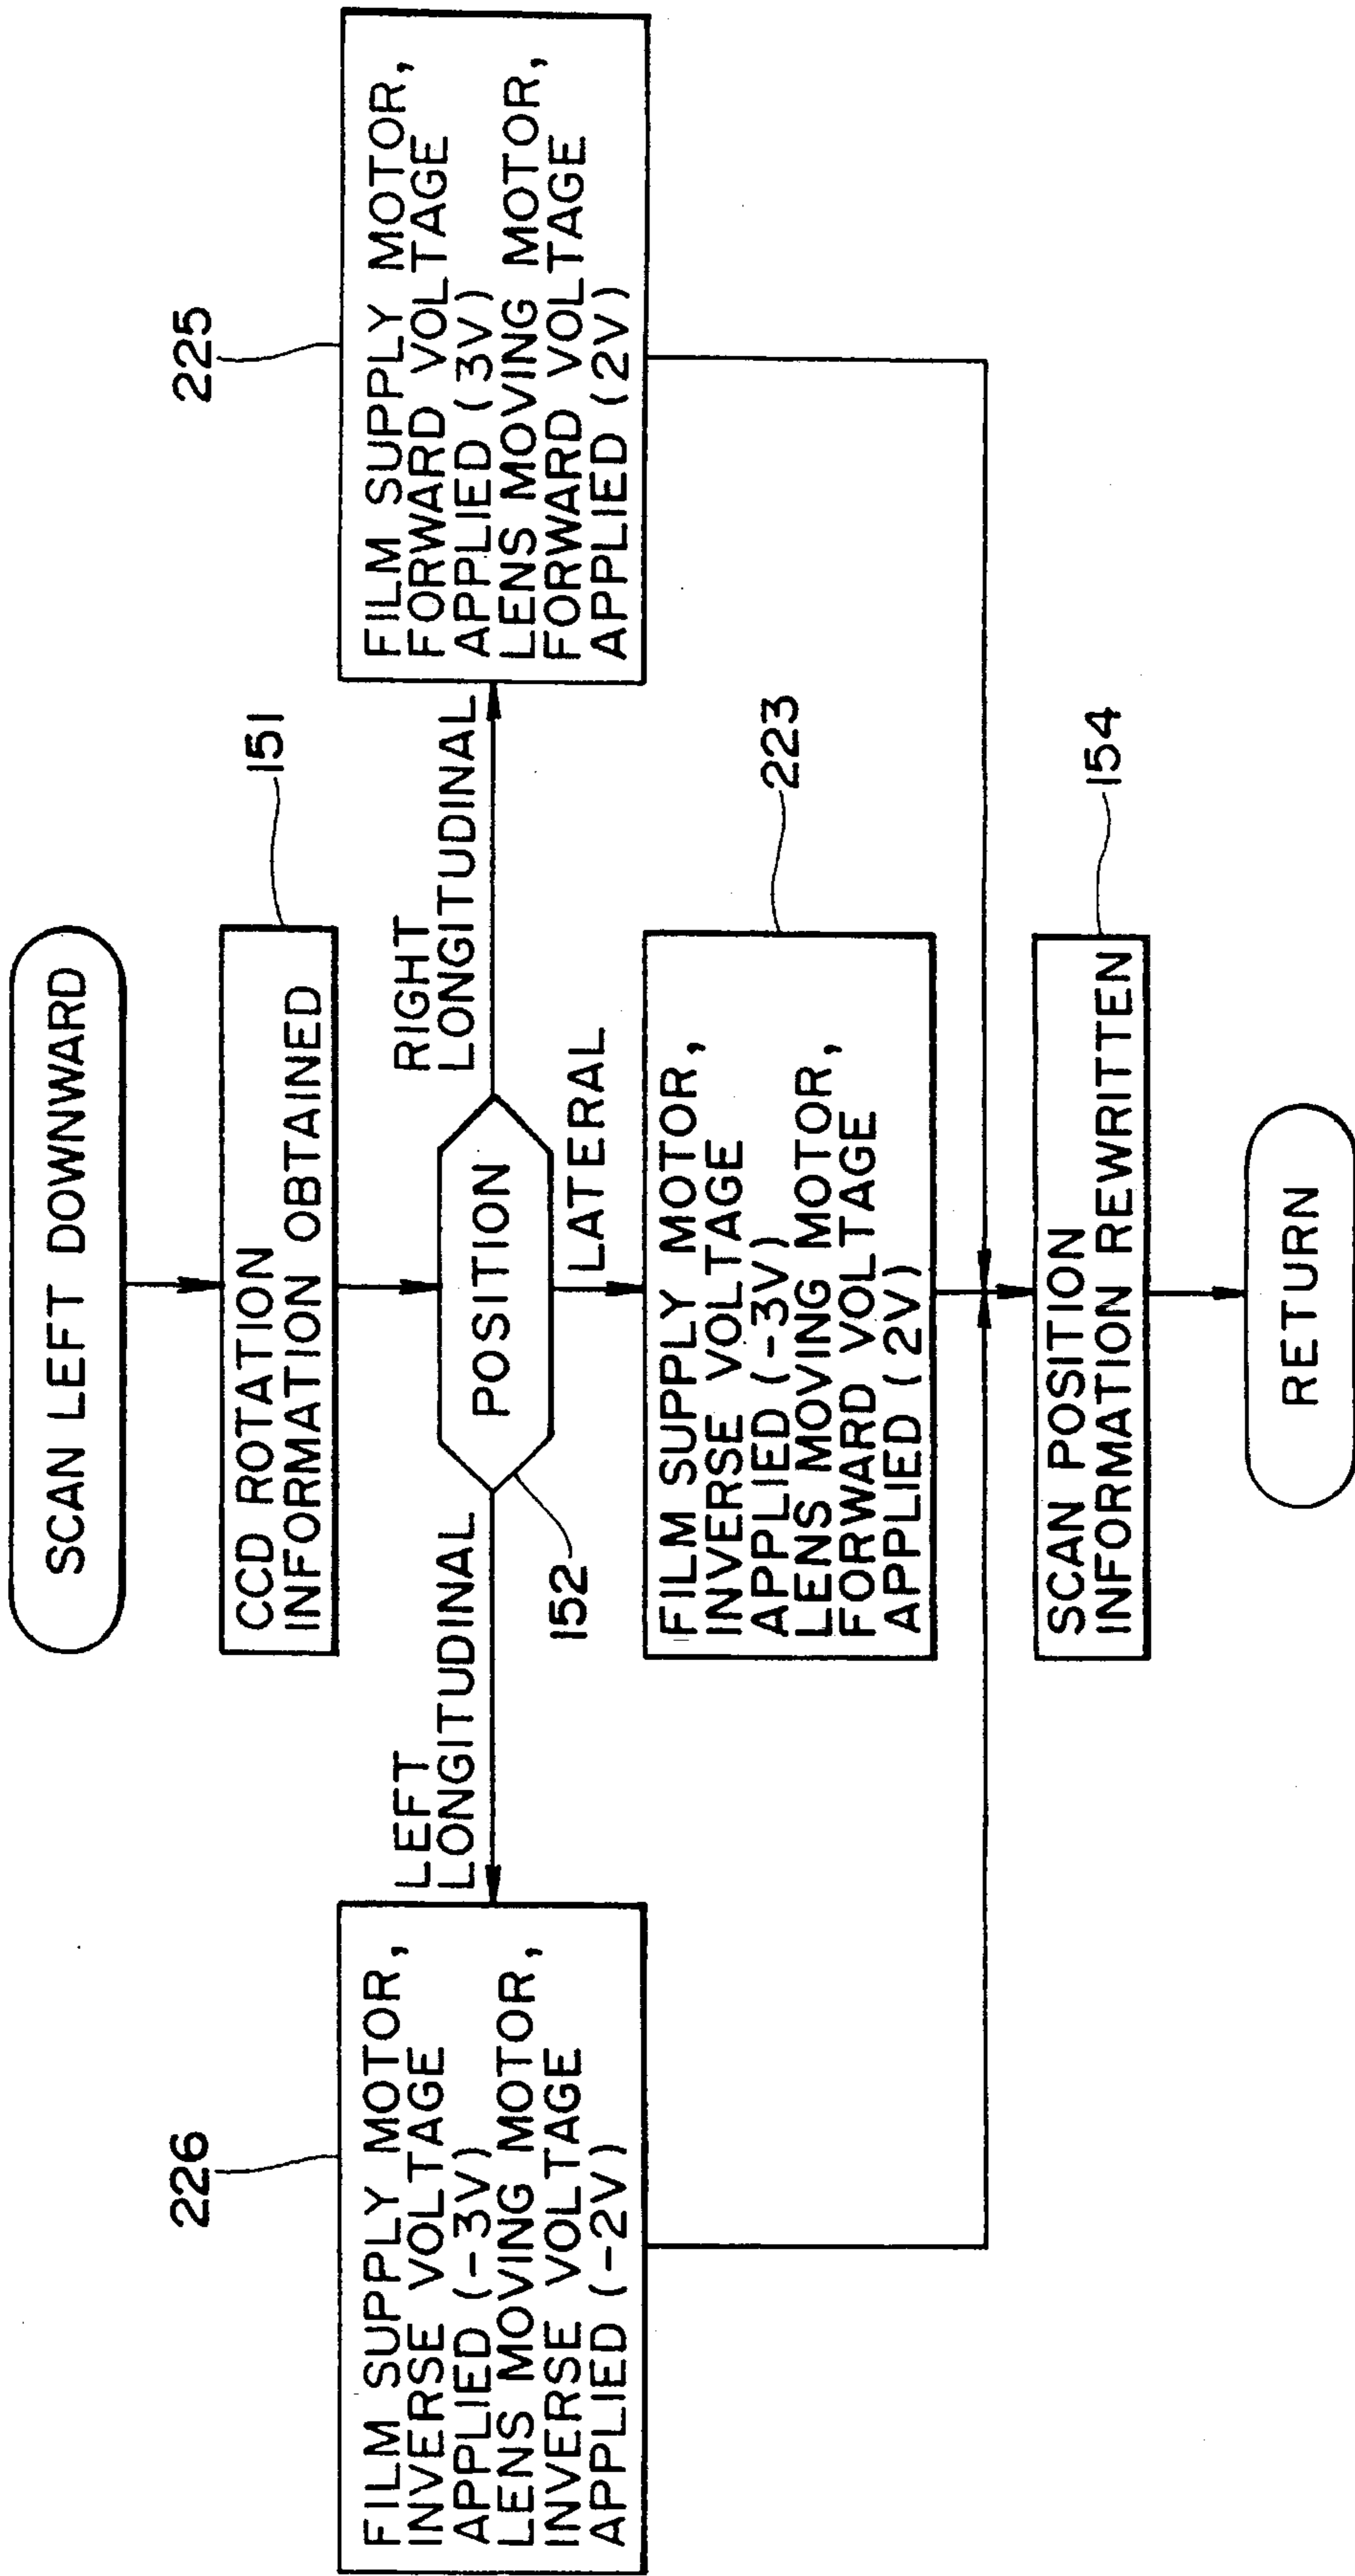 SCAN LEFT DOWNWARD
151
CCD ROTATION
INFORMATION OBTAINED
152
POSITION
LEFT
LONGITUDINAL
RIGHT
LONGITUDINAL
LATERAL
226
FILM SUPPLY MOTOR,
INVERSE VOLTAGE
APPLIED (-3V)
LENS MOVING MOTOR,
INVERSE VOLTAGE
APPLIED (-2V)
223
FILM SUPPLY MOTOR,
INVERSE VOLTAGE
APPLIED (-3V)
LENS MOVING MOTOR,
FORWARD VOLTAGE
APPLIED (2V)
225
FILM SUPPLY MOTOR,
FORWARD VOLTAGE
APPLIED (3V)
LENS MOVING MOTOR,
FORWARD VOLTAGE
APPLIED (2V)
154
SCAN POSITION
INFORMATION REWRITTEN
RETURN